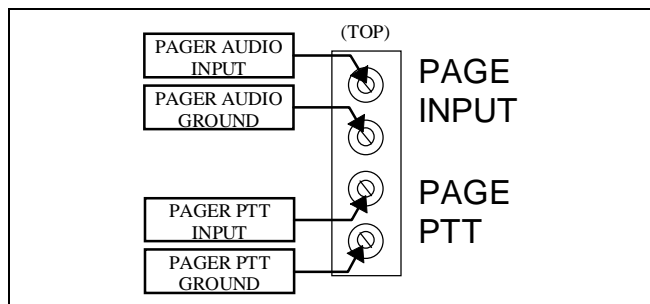 (TOP)
PAGER AUDIO
INPUT
PAGER AUDIO
GROUND
PAGE
INPUT
PAGER PTT
INPUT
PAGER PTT
GROUND
PAGE
PTT